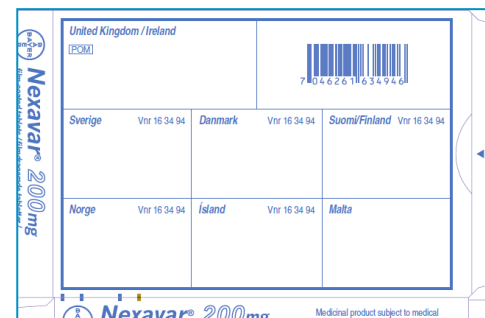 United Kingdom / Ireland
POM
7 046261 634946
Sverige Vnr 16 34 94
Danmark Vnr 16 34 94
Suomi/Finland Vnr 16 34 94
Norge Vnr 16 34 94
Ísland Vnr 16 34 94
Malta
BAYER
Nexavar® 200mg
Nexavar® 200mg
Medicinal product subject to medical